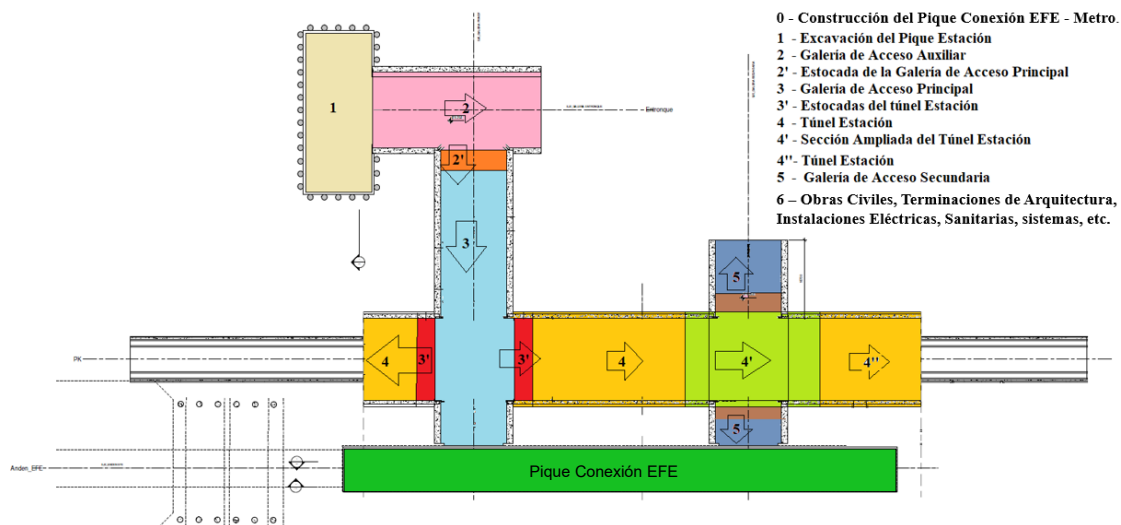 0 - Construcción del Pique Conexión EFE - Metro.
1 - Excavación del Pique Estación
2 - Galería de Acceso Auxiliar
2' - Estocada de la Galería de Acceso Principal
3 - Galería de Acceso Principal
3' - Estocadas del túnel Estación
4 - Túnel Estación
4' - Sección Ampliada del Túnel Estación
4''- Túnel Estación
5 - Galería de Acceso Secundaria
6 – Obras Civiles, Terminaciones de Arquitectura,
Instalaciones Eléctricas, Sanitarias, sistemas, etc.
1
2
Entronque
2'
3
5
PK
4
3'
3'
4
4'
4''
5
Anden_EFE
Pique Conexión EFE